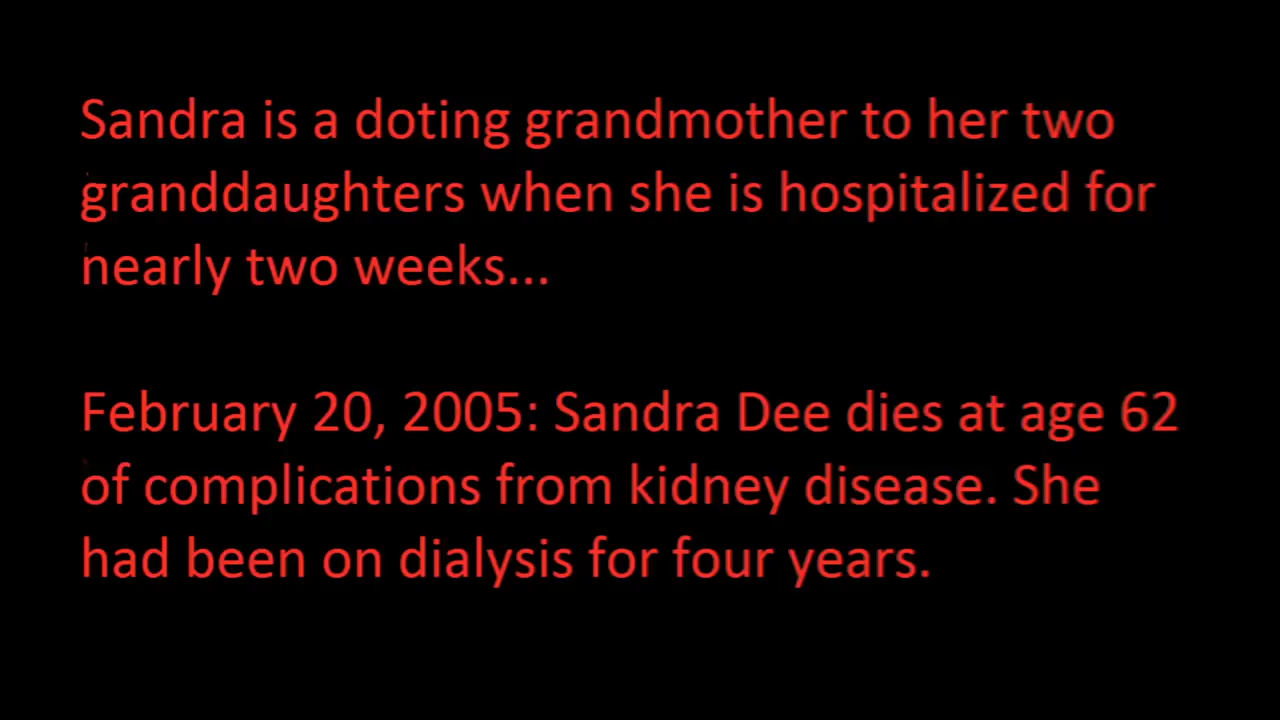 Sandra is a doting grandmother to her two
granddaughters when she is hospitalized for
nearly two weeks...
February 20, 2005: Sandra Dee dies at age 62
of complications from kidney disease. She
had been on dialysis for four years.